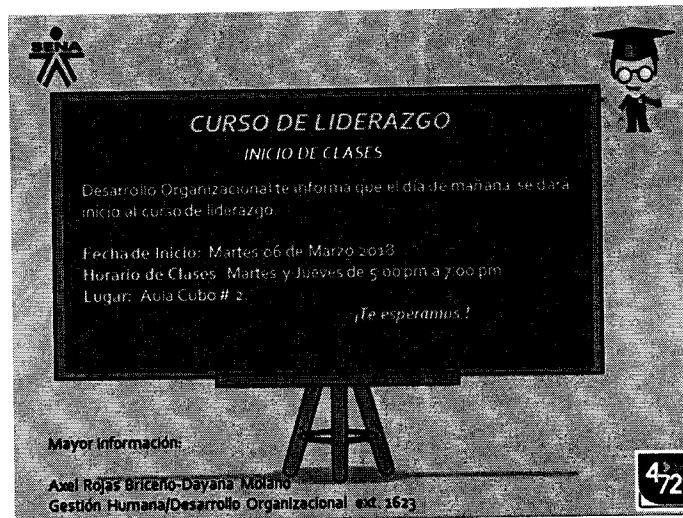 SENA
CURSO DE LIDERAZGO
INICIO DE CLASES
Desarrollo Organizacional te informa que el día de mañana se dará
inicio al curso de liderazgo.
Fecha de Inicio: Martes 06 de Marzo 2018
Horario de Clases Martes y Jueves de 5:00 pm a 7:00 pm
Lugar: Aula Cubo # 2
¡Te esperamos!
Mayor información:
Axel Rojas Briceño-Dayana Molano
Gestión Humana/Desarrollo Organizacional ext. 1623
472